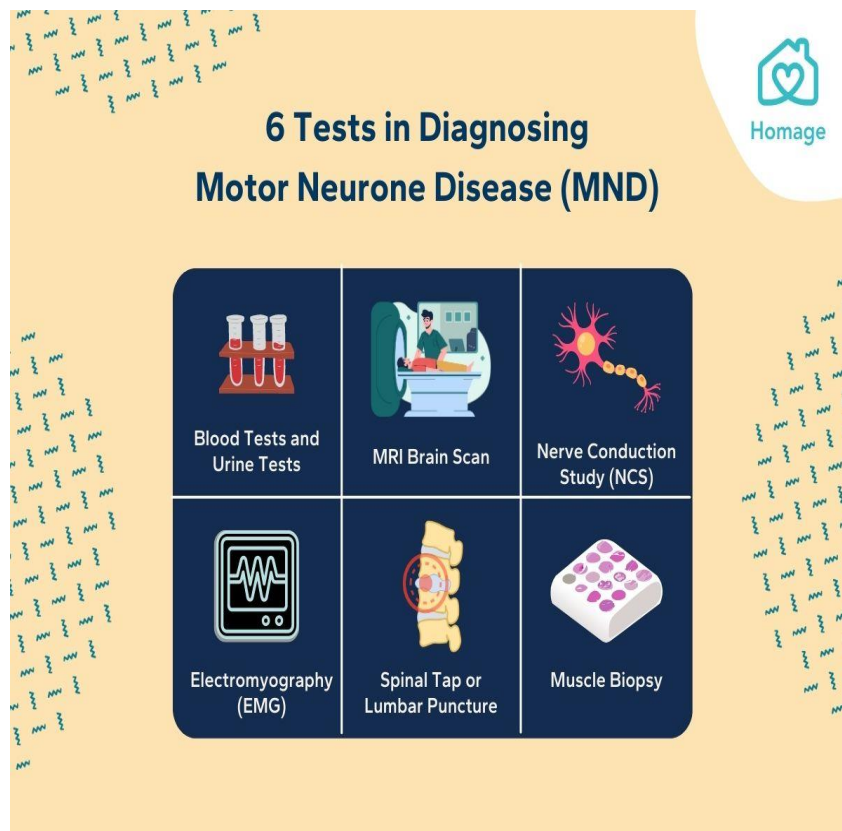 Homage
6 Tests in Diagnosing
Motor Neurone Disease (MND)
Blood Tests and
Urine Tests
MRI Brain Scan
Nerve Conduction
Study (NCS)
Electromyography
(EMG)
Spinal Tap or
Lumbar Puncture
Muscle Biopsy